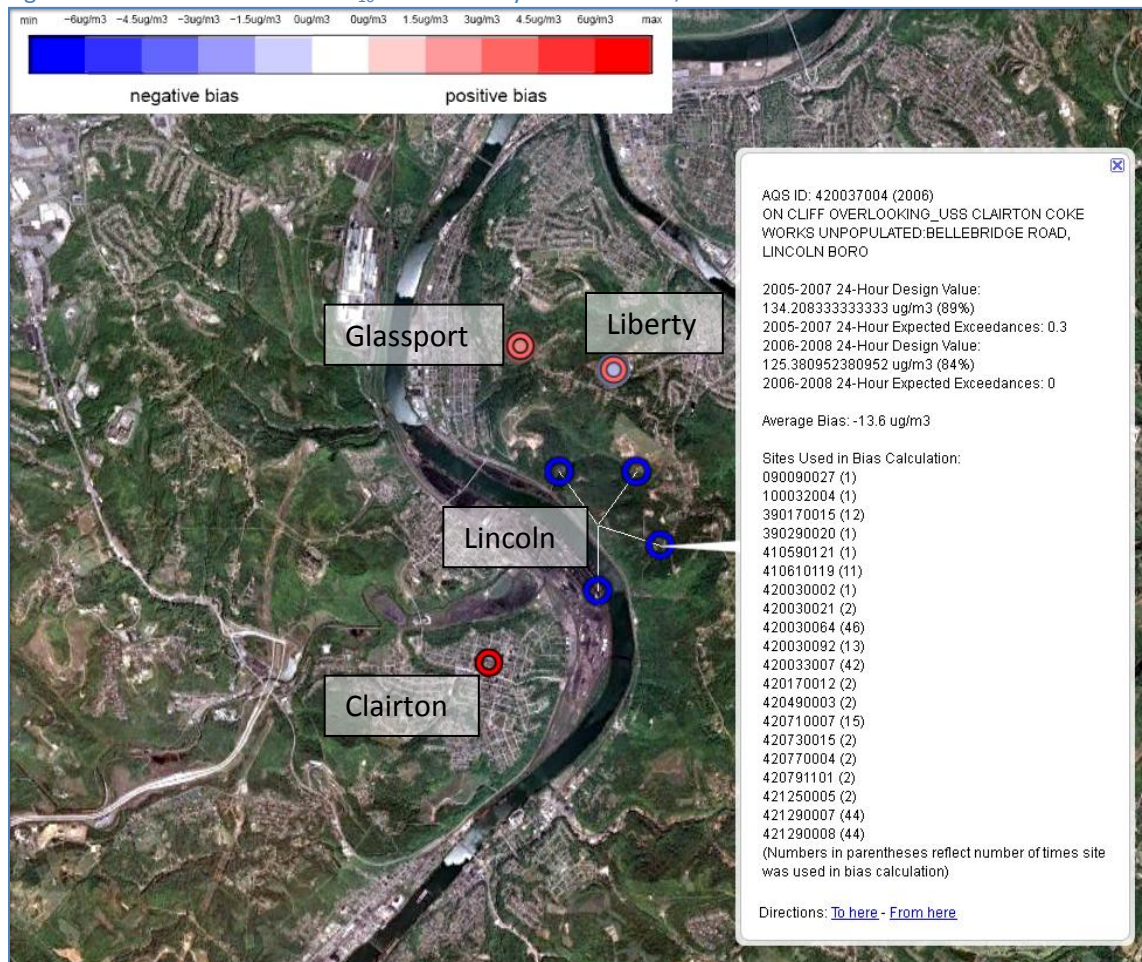 min −6ug/m3 −4.5ug/m3 −3ug/m3 −1.5ug/m3 0ug/m3 0ug/m3 1.5ug/m3 3ug/m3 4.5ug/m3 6ug/m3 max
negative bias positive bias
Glassport
Liberty
Lincoln
Clairton
AQS ID: 420037004 (2006)
ON CLIFF OVERLOOKING_USS CLAIRTON COKE
WORKS UNPOPULATED:BELLEBRIDGE ROAD,
LINCOLN BORO
2005-2007 24-Hour Design Value:
134.208333333333 ug/m3 (89%)
2005-2007 24-Hour Expected Exceedances: 0.3
2006-2008 24-Hour Design Value:
125.380952380952 ug/m3 (84%)
2006-2008 24-Hour Expected Exceedances: 0
Average Bias: -13.6 ug/m3
Sites Used in Bias Calculation:
090090027 (1)
100032004 (1)
390170015 (12)
390290020 (1)
410590121 (1)
410610119 (11)
420030002 (1)
420030021 (2)
420030064 (46)
420030092 (13)
420033007 (42)
420170012 (2)
420490003 (2)
420710007 (15)
420730015 (2)
420770004 (2)
420791101 (2)
421250005 (2)
421290007 (44)
421290008 (44)
(Numbers in parentheses reflect number of times site
was used in bias calculation)
Directions: To here - From here